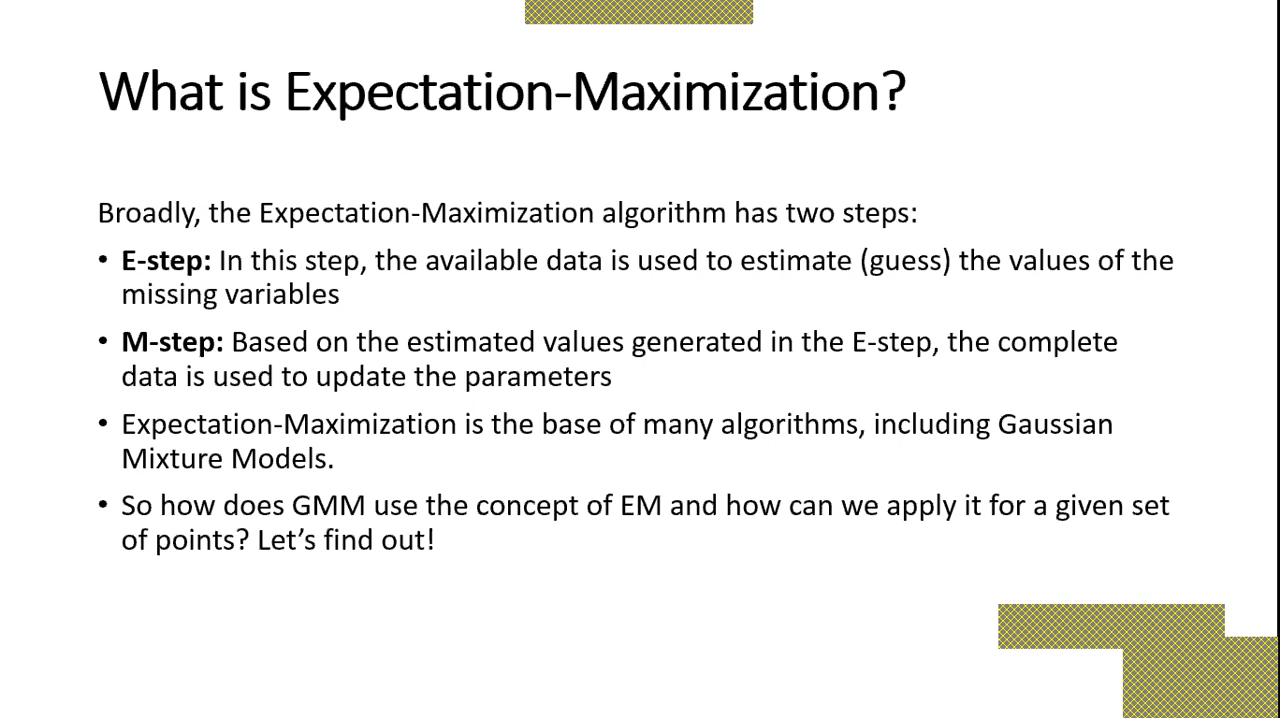 What is Expectation-Maximization?
Broadly, the Expectation-Maximization algorithm has two steps:
• E-step: In this step, the available data is used to estimate (guess) the values of the
missing variables
• M-step: Based on the estimated values generated in the E-step, the complete
data is used to update the parameters
• Expectation-Maximization is the base of many algorithms, including Gaussian
Mixture Models.
• So how does GMM use the concept of EM and how can we apply it for a given set
of points? Let’s find out!